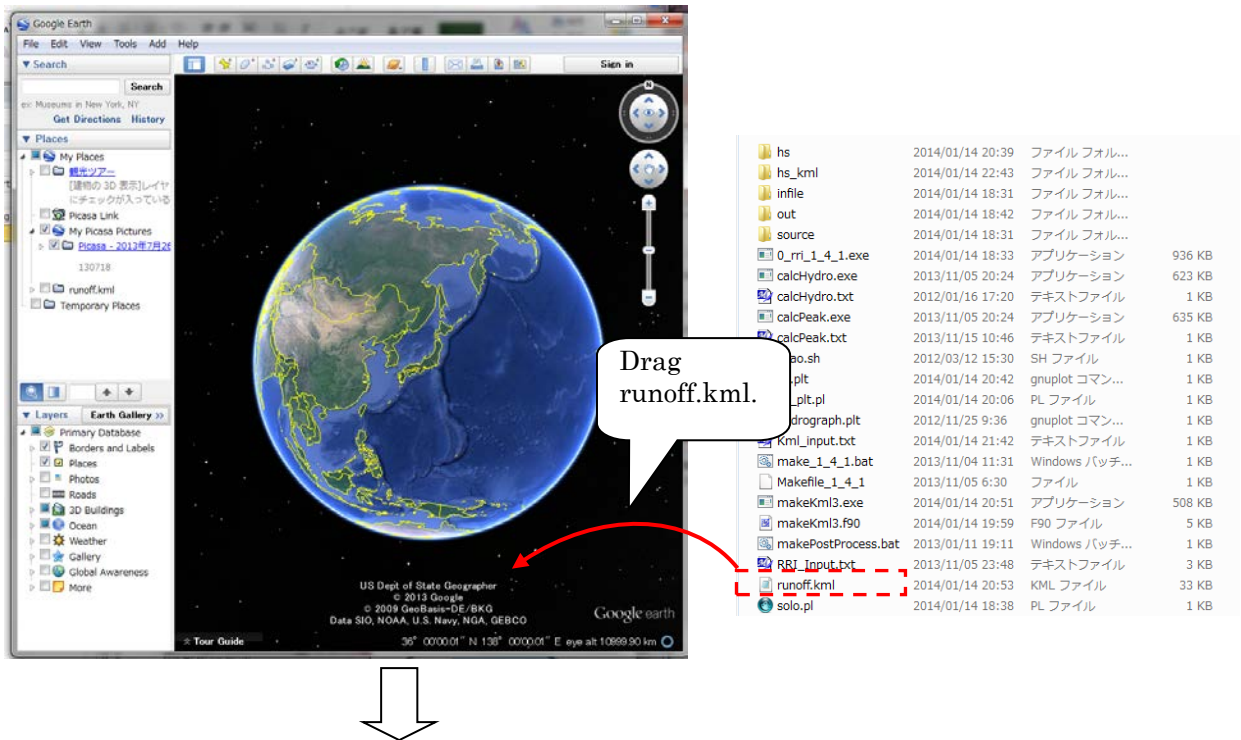 Google Earth
File Edit View Tools Add Help
▼ Search
Search
ex: Museums in New York, NY
Get Directions History
▼ Places
My Places
観光ツアー
[建物の 3D 表示]レイヤ
にチェックが入っている
Picasa Link
My Picasa Pictures
Picasa - 2013年7月26
130718
runoff.kml
Temporary Places
▼ Layers Earth Gallery >>
Primary Database
Borders and Labels
Places
Photos
Roads
3D Buildings
Ocean
Weather
Gallery
Global Awareness
More
Sign in
N
US Dept of State Geographer
© 2013 Google
© 2009 GeoBasis-DE/BKG
Data SIO, NOAA, U.S. Navy, NGA, GEBCO
Google earth
Tour Guide
36° 00'00.01" N 138° 00'00.01" E eye alt 10999.90 km
Drag
runoff.kml.
hs 2014/01/14 20:39 ファイル フォル...
hs_kml 2014/01/14 22:43 ファイル フォル...
infile 2014/01/14 18:31 ファイル フォル...
out 2014/01/14 18:42 ファイル フォル...
source 2014/01/14 18:31 ファイル フォル...
0_rri_1_4_1.exe 2014/01/14 18:33 アプリケーション 936 KB
calcHydro.exe 2013/11/05 20:24 アプリケーション 623 KB
calcHydro.txt 2012/01/16 17:20 テキストファイル 1 KB
calcPeak.exe 2013/11/05 20:24 アプリケーション 635 KB
calcPeak.txt 2013/11/15 10:46 テキストファイル 1 KB
ao.sh 2012/03/12 15:30 SH ファイル 1 KB
.plt 2014/01/14 20:42 gnuplot コマン... 1 KB
_plt.pl 2014/01/14 20:06 PL ファイル 1 KB
drograph.plt 2012/11/25 9:36 gnuplot コマン... 1 KB
Kml_input.txt 2014/01/14 21:42 テキストファイル 1 KB
make_1_4_1.bat 2013/11/04 11:31 Windows バッチ... 1 KB
Makefile_1_4_1 2013/11/05 6:30 ファイル 1 KB
makeKml3.exe 2014/01/14 20:51 アプリケーション 508 KB
makeKml3.f90 2014/01/14 19:59 F90 ファイル 5 KB
makePostProcess.bat 2013/01/11 19:11 Windows バッチ... 1 KB
RRI_Input.txt 2013/11/05 23:48 テキストファイル 3 KB
runoff.kml 2014/01/14 20:53 KML ファイル 33 KB
solo.pl 2014/01/14 18:38 PL ファイル 1 KB